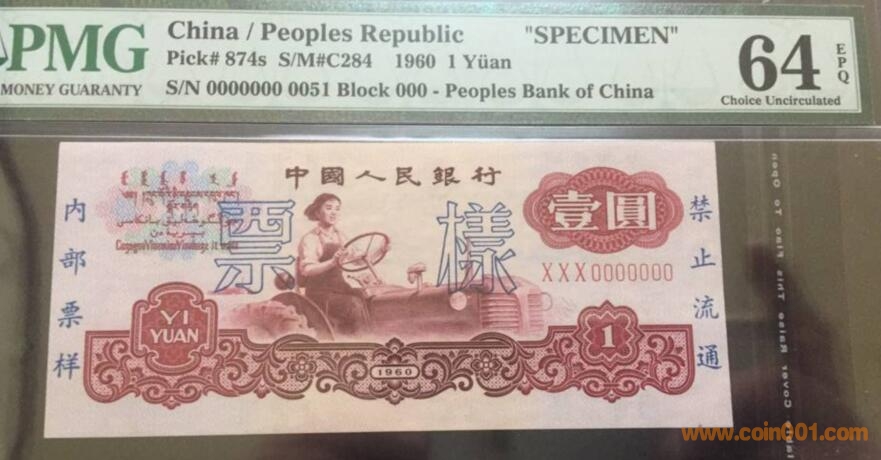 PMG
MONEY GUARANTY
China / Peoples Republic "SPECIMEN"
Pick# 874s S/M#C284 1960 1 Yüan
S/N 0000000 0051 Block 000 - Peoples Bank of China
64 EPQ
Choice Uncirculated
中國人民銀行
票樣
壹圓
XXX0000000
内部票样
禁止流通
YI
YUAN
1960
1
www.coin001.com